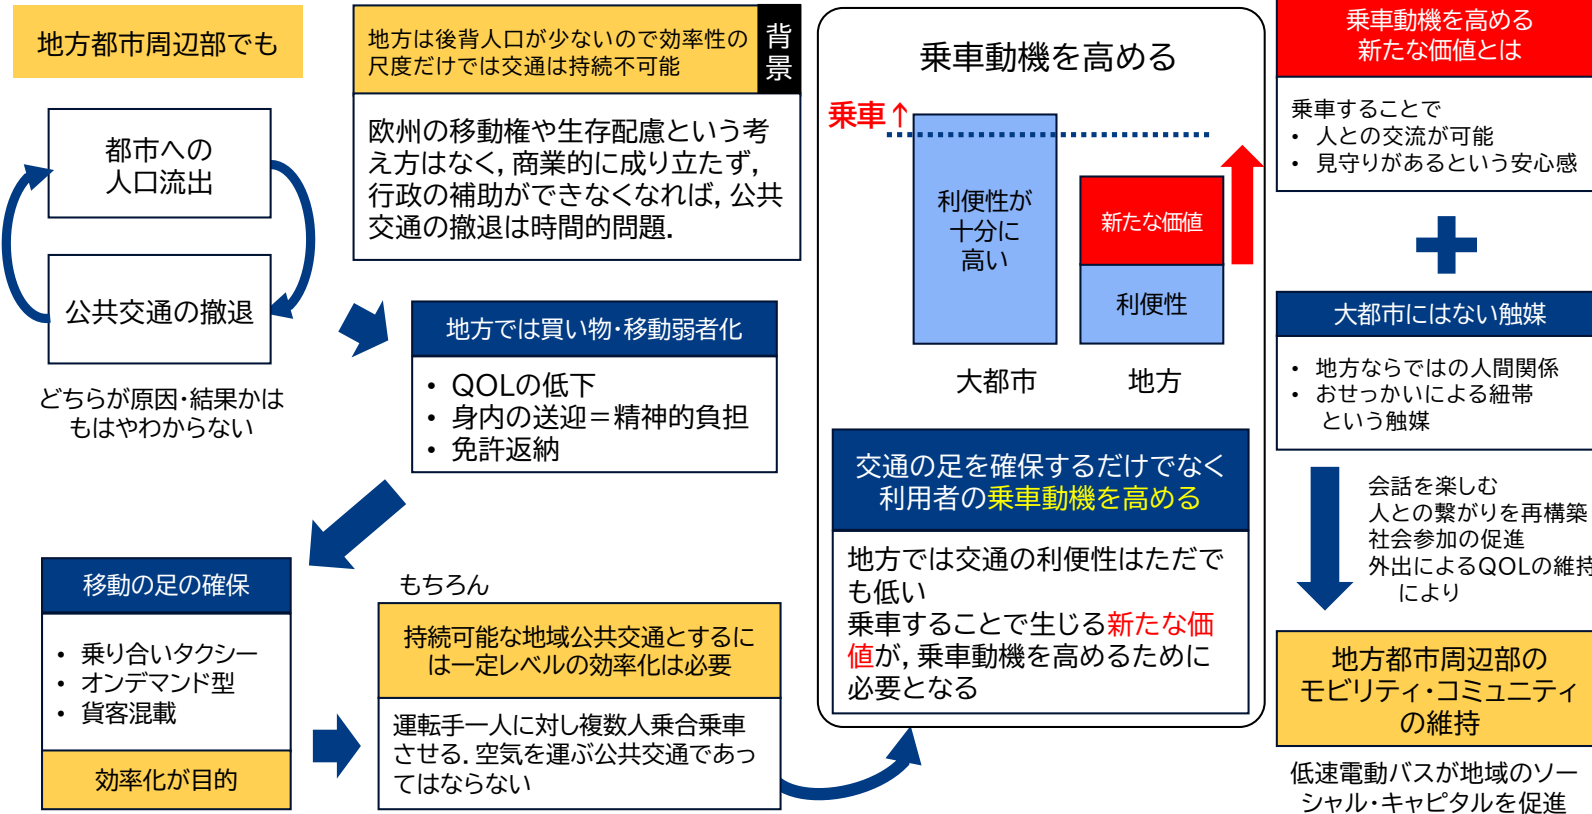 地方都市周辺部でも
都市への
人口流出
公共交通の撤退
どちらが原因・結果かは
もはやわからない
地方は後背人口が少ないので効率性の
尺度だけでは交通は持続不可能
背景
欧州の移動権や生存配慮という考
え方はなく，商業的に成り立たず，
行政の補助ができなくなれば，公共
交通の撤退は時間的問題．
地方では買い物・移動弱者化
• QOLの低下
• 身内の送迎＝精神的負担
• 免許返納
移動の足の確保
• 乗り合いタクシー
• オンデマンド型
• 貨客混載
効率化が目的
もちろん
持続可能な地域公共交通とするに
は一定レベルの効率化は必要
運転手一人に対し複数人乗合乗車
させる．空気を運ぶ公共交通であっ
てはならない
乗車動機を高める
乗車↑
利便性が
十分に
高い
新たな価値
利便性
大都市
地方
交通の足を確保するだけでなく
利用者の乗車動機を高める
地方では交通の利便性はただで
も低い
乗車することで生じる新たな価
値が，乗車動機を高めるために
必要となる
乗車動機を高める
新たな価値とは
乗車することで
• 人との交流が可能
• 見守りがあるという安心感
大都市にはない触媒
• 地方ならではの人間関係
• おせっかいによる紐帯
という触媒
会話を楽しむ
人との繋がりを再構築
社会参加の促進
外出によるQOLの維持
により
地方都市周辺部の
モビリティ・コミュニティ
の維持
低速電動バスが地域のソー
シャル・キャピタルを促進